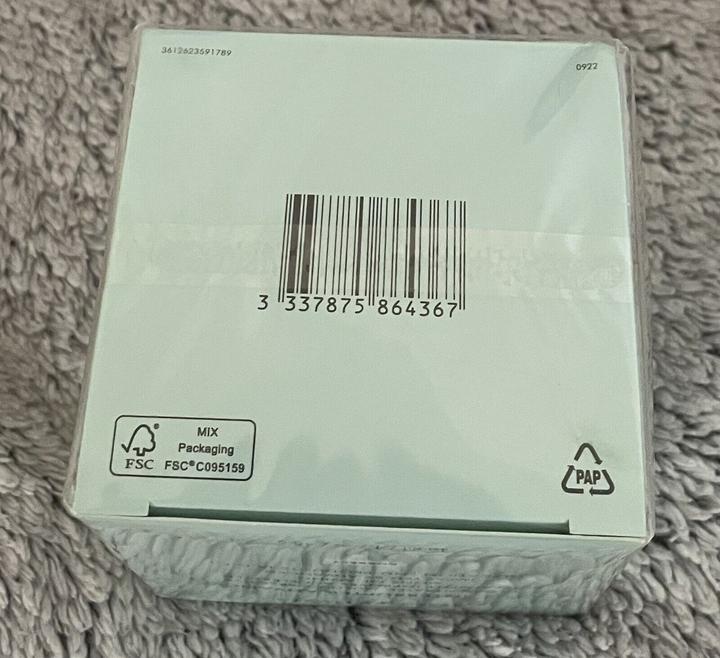 3612623591789
0922
3 337875 864367
MIX
Packaging
FSC® C095159
FSC
PAP